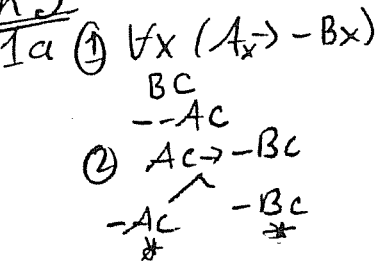 1a ① ∀x (Ax → -Bx)
BC
--AC
② AC → -BC
-AC -BC
* *